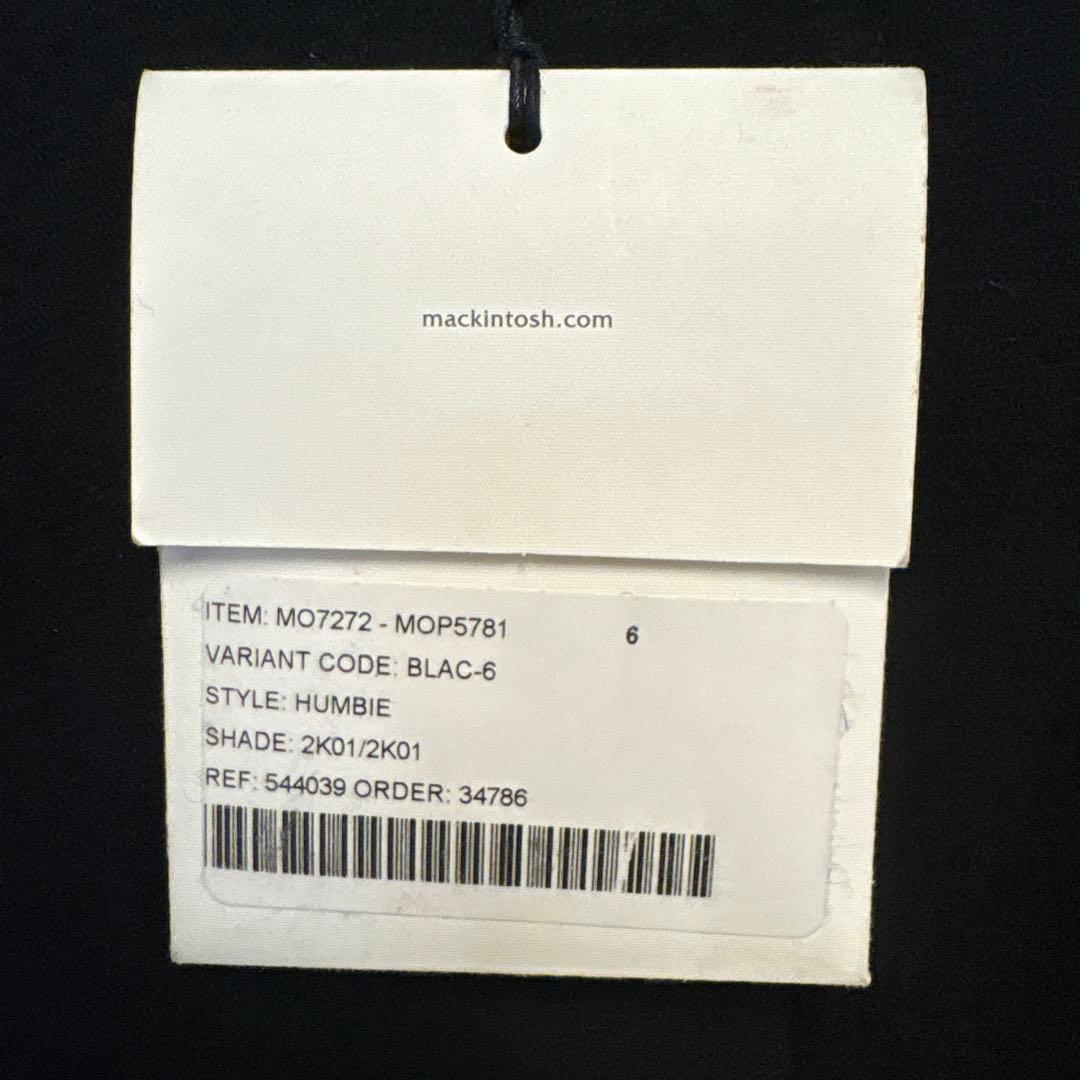 mackintosh.com
ITEM: MO7272 - MOP5781 6
VARIANT CODE: BLAC-6
STYLE: HUMBIE
SHADE: 2K01/2K01
REF: 544039 ORDER: 34786